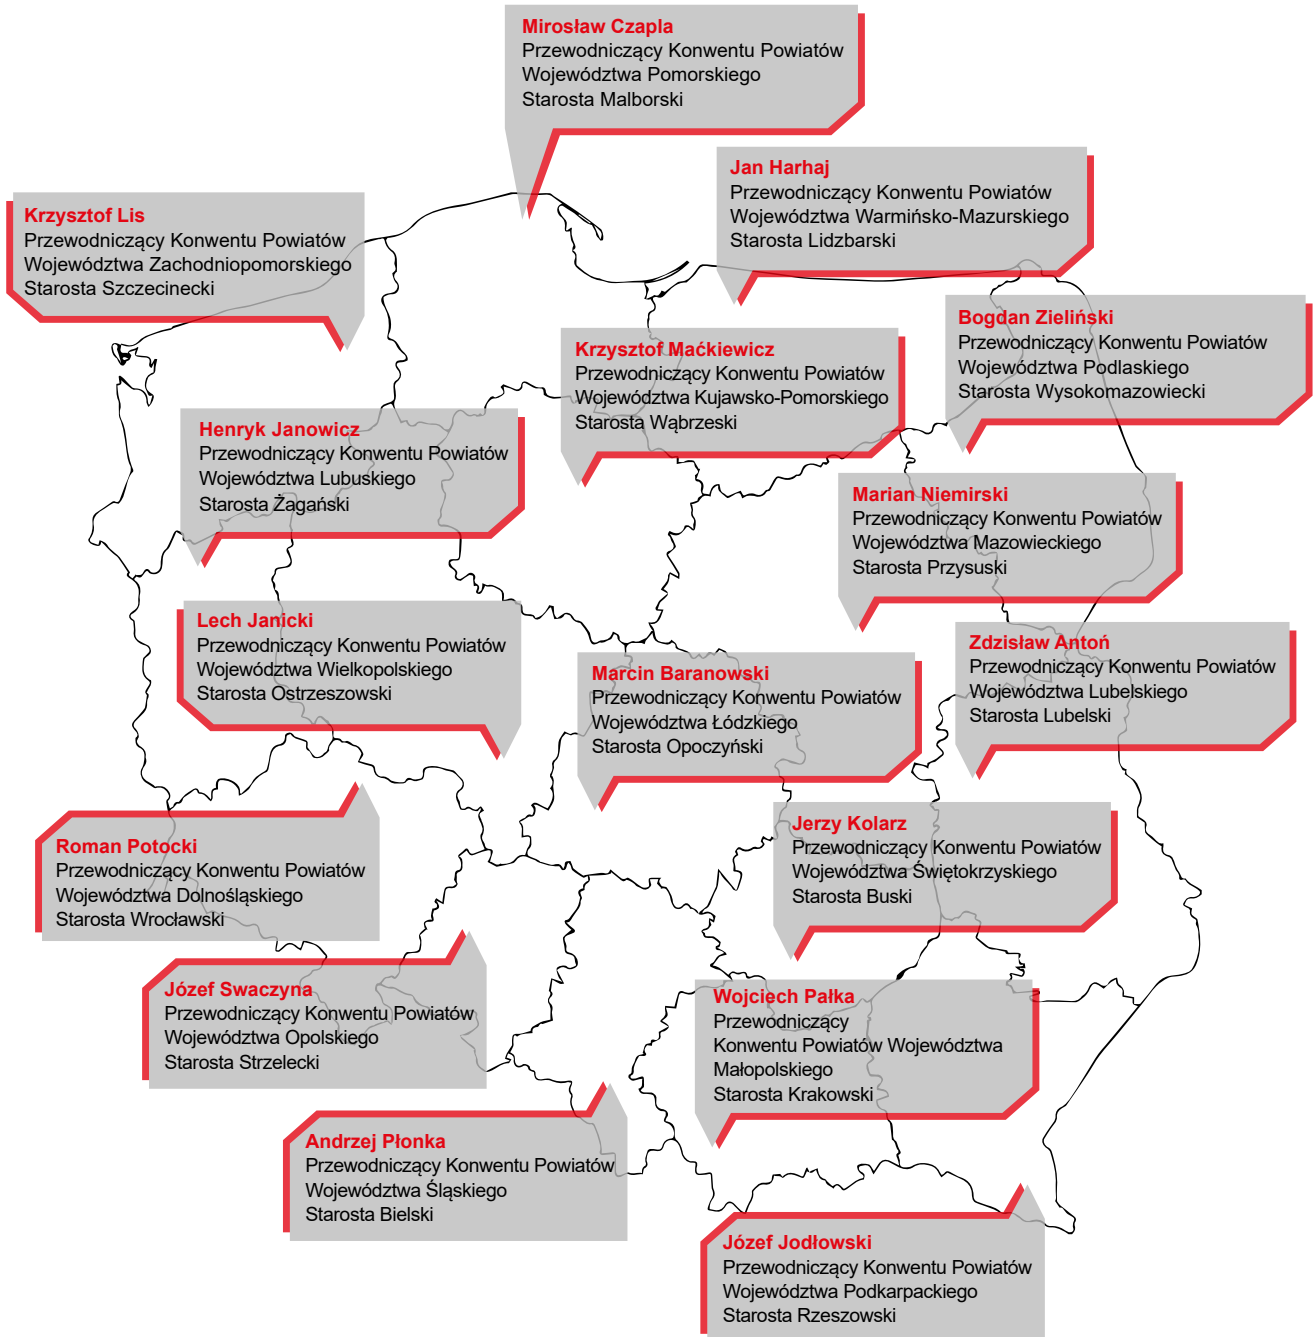 Mirosław Czapla
Przewodniczący Konwentu Powiatów
Województwa Pomorskiego
Starosta Malborski
Jan Harhaj
Przewodniczący Konwentu Powiatów
Województwa Warmińsko-Mazurskiego
Starosta Lidzbarski
Krzysztof Lis
Przewodniczący Konwentu Powiatów
Województwa Zachodniopomorskiego
Starosta Szczecinecki
Bogdan Zieliński
Przewodniczący Konwentu Powiatów
Województwa Podlaskiego
Starosta Wysokomazowiecki
Krzysztof Maćkiewicz
Przewodniczący Konwentu Powiatów
Województwa Kujawsko-Pomorskiego
Starosta Wąbrzeski
Henryk Janowicz
Przewodniczący Konwentu Powiatów
Województwa Lubuskiego
Starosta Żagański
Marian Niemirski
Przewodniczący Konwentu Powiatów
Województwa Mazowieckiego
Starosta Przysuski
Lech Janicki
Przewodniczący Konwentu Powiatów
Województwa Wielkopolskiego
Starosta Ostrzeszowski
Zdzisław Antoń
Przewodniczący Konwentu Powiatów
Województwa Lubelskiego
Starosta Lubelski
Marcin Baranowski
Przewodniczący Konwentu Powiatów
Województwa Łódzkiego
Starosta Opoczyński
Jerzy Kolarz
Przewodniczący Konwentu Powiatów
Województwa Świętokrzyskiego
Starosta Buski
Roman Potocki
Przewodniczący Konwentu Powiatów
Województwa Dolnośląskiego
Starosta Wrocławski
Józef Swaczyna
Przewodniczący Konwentu Powiatów
Województwa Opolskiego
Starosta Strzelecki
Wojciech Pałka
Przewodniczący
Konwentu Powiatów Województwa
Małopolskiego
Starosta Krakowski
Andrzej Płonka
Przewodniczący Konwentu Powiatów
Województwa Śląskiego
Starosta Bielski
Józef Jodłowski
Przewodniczący Konwentu Powiatów
Województwa Podkarpackiego
Starosta Rzeszowski